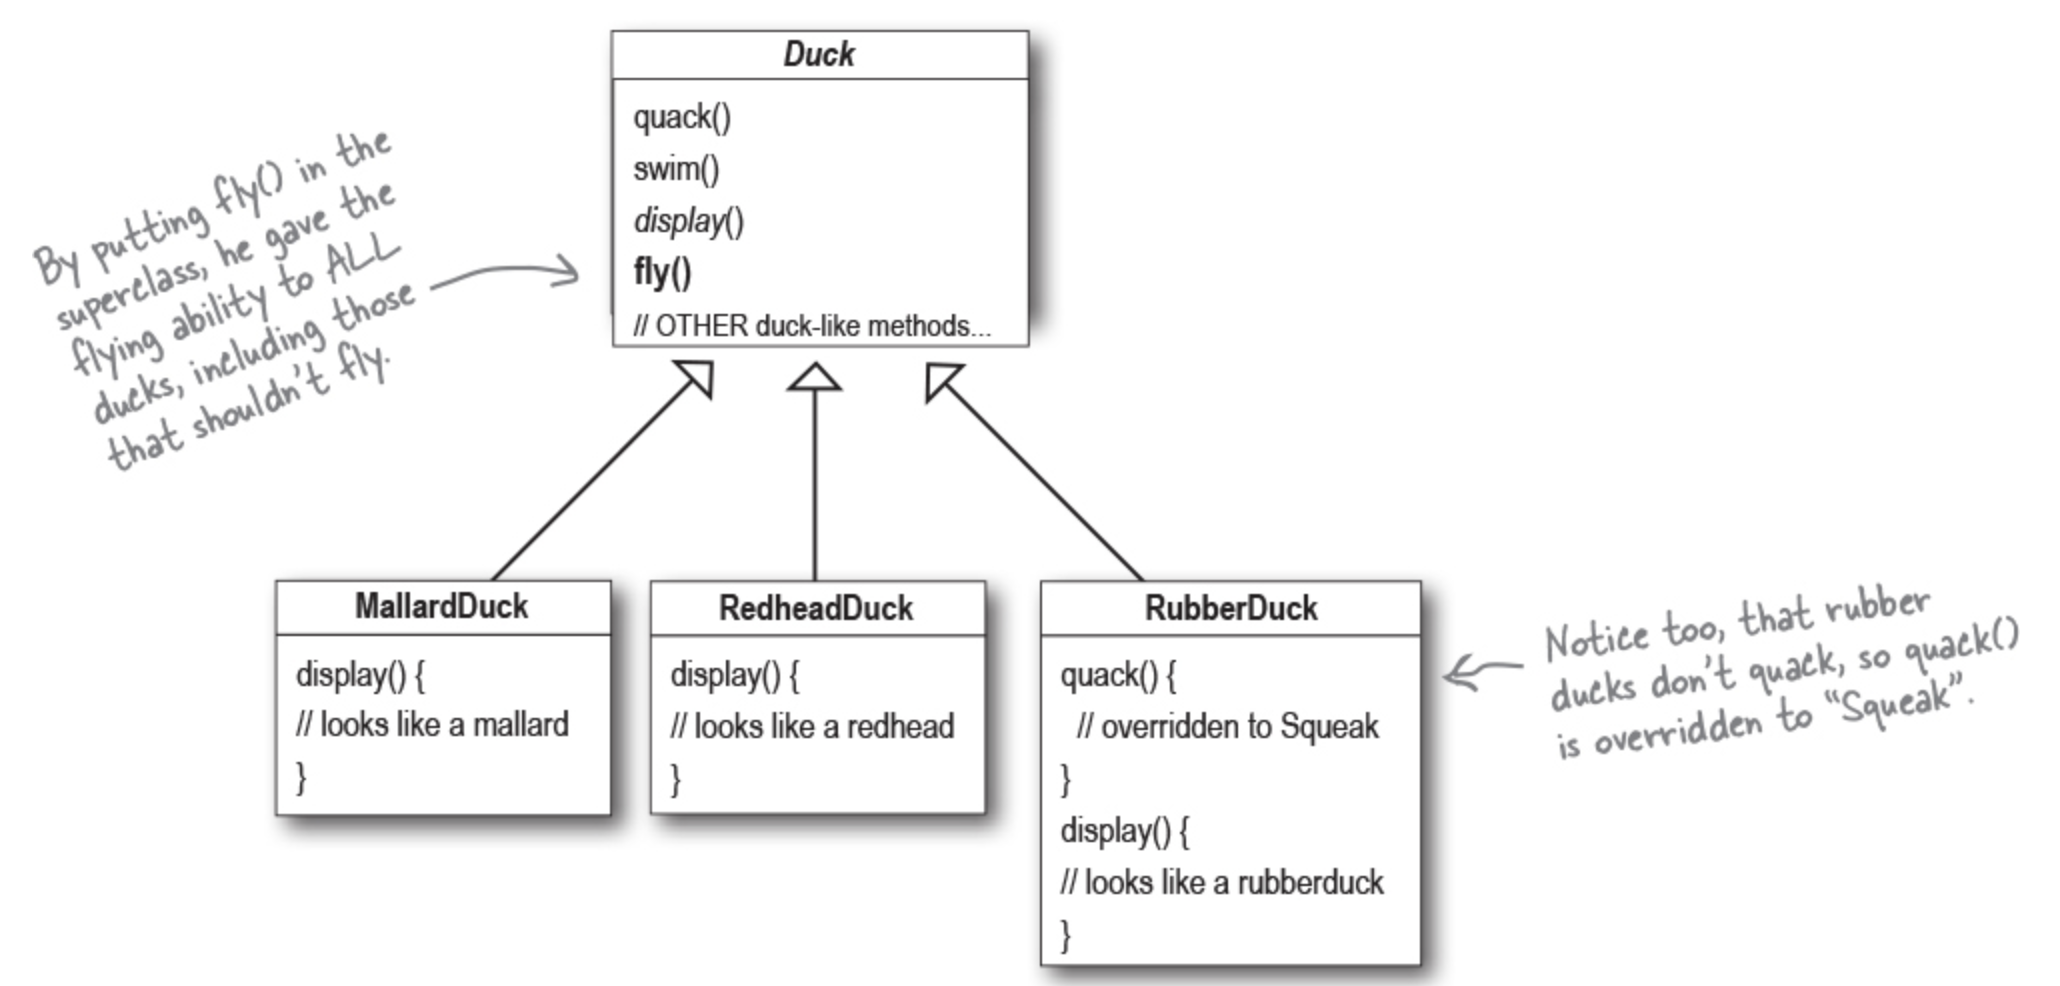 Duck
quack()
swim()
display()
fly()
// OTHER duck-like methods...
By putting fly() in the
superclass, he gave the
flying ability to ALL
ducks, including those
that shouldn't fly.
MallardDuck
display() {
// looks like a mallard
}
RedheadDuck
display() {
// looks like a redhead
}
RubberDuck
quack() {
// overridden to Squeak
}
display() {
// looks like a rubberduck
}
Notice too, that rubber
ducks don't quack, so quack()
is overridden to “Squeak”.